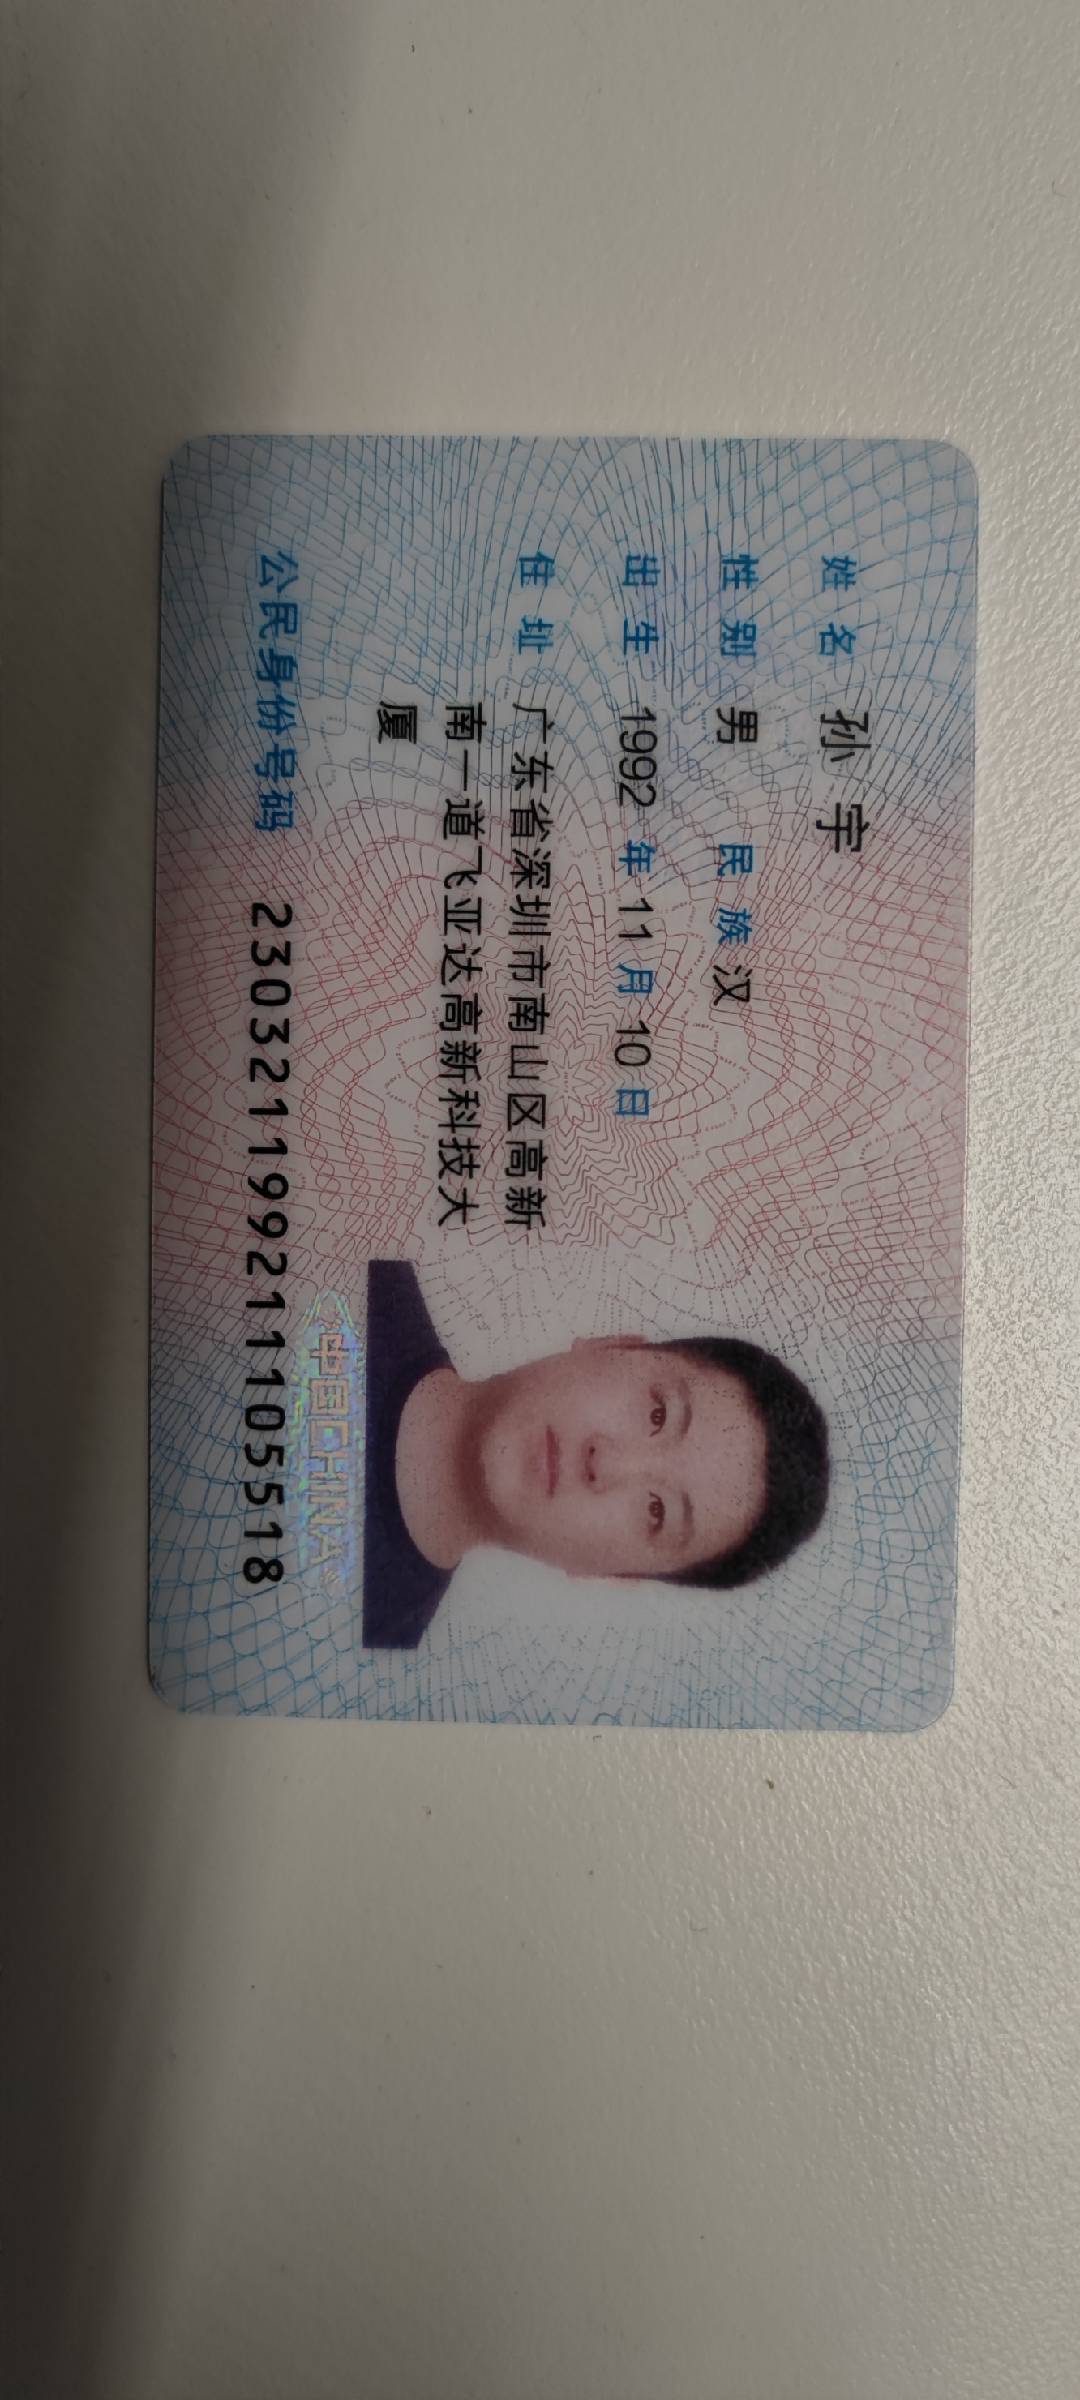 姓名 孙宇
性别 男 民族 汉
出生 1992 年 11 月 10 日
住址 广东省深圳市南山区高新
南一道飞亚达高新科技大
厦
中国CHINA
公民身份号码 230321199211105518